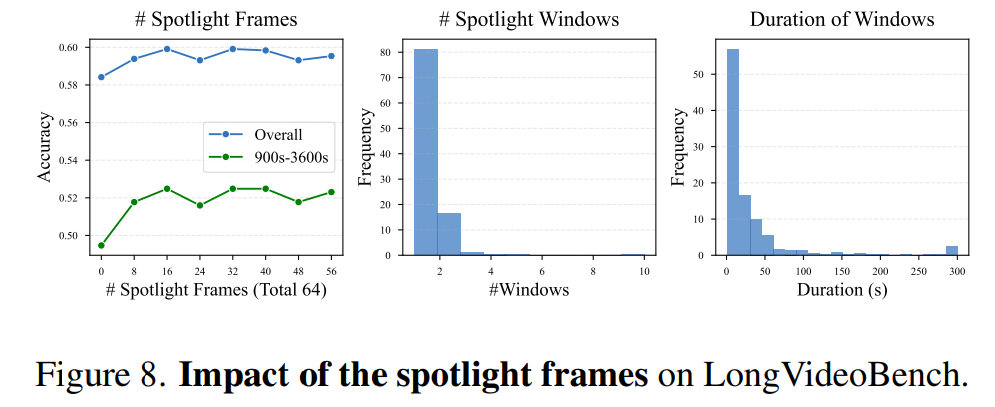 # Spotlight Frames
0.60
0.58
0.56
0.54
0.52
0.50
Accuracy
Overall
900s-3600s
0 8 16 24 32 40 48 56
# Spotlight Frames (Total 64)
# Spotlight Windows
80
70
60
50
40
30
20
10
0
Frequency
2 4 6 8 10
#Windows
Duration of Windows
50
40
30
20
10
0
Frequency
0 50 100 150 200 250 300
Duration (s)
Figure 8. Impact of the spotlight frames on LongVideoBench.